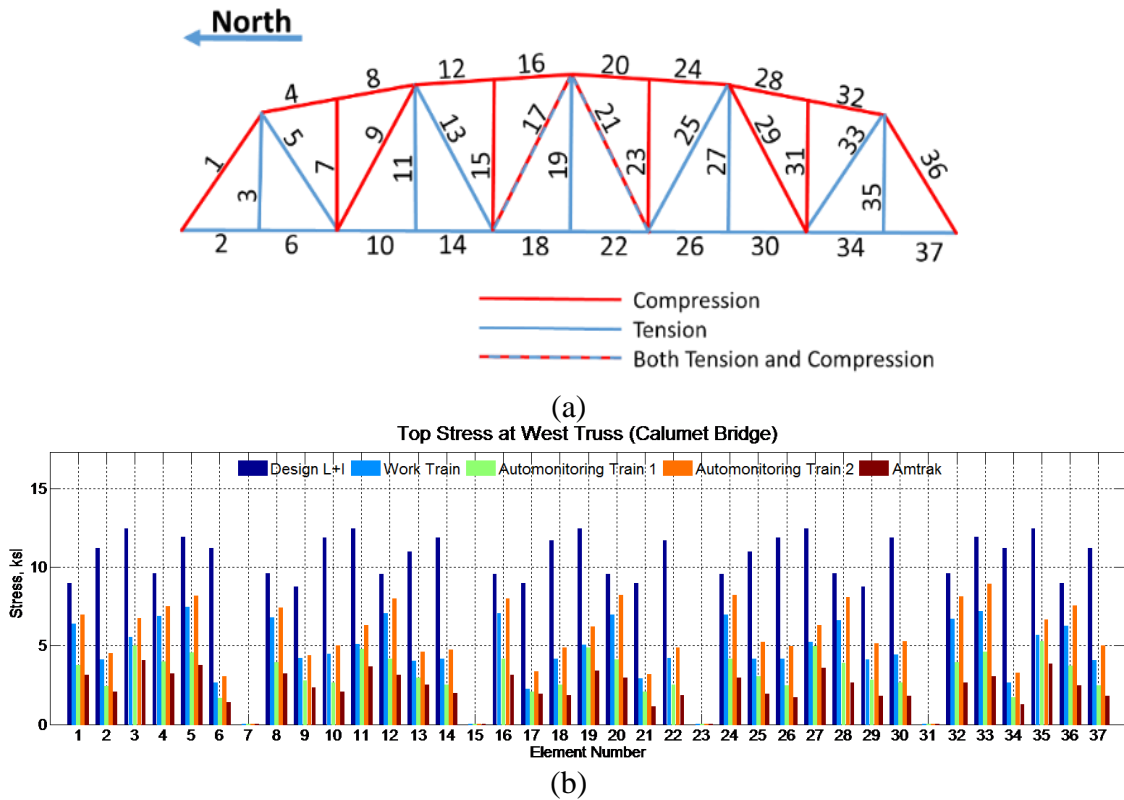 North
16 20
12 24
8 28
4 32
1 5 9 13 17 21 25 29 33 36
3 7 11 15 19 23 27 31 35
2 6 10 14 18 22 26 30 34 37
Compression
Tension
Both Tension and Compression
(a)
Top Stress at West Truss (Calumet Bridge)
Design L+I Work Train Automonitoring Train 1 Automonitoring Train 2 Amtrak
15
10
5
0
Stress, ksi
1 2 3 4 5 6 7 8 9 10 11 12 13 14 15 16 17 18 19 20 21 22 23 24 25 26 27 28 29 30 31 32 33 34 35 36 37
Element Number
(b)